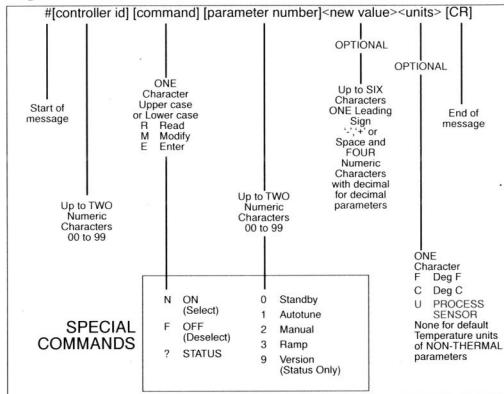 #[controller id] [command] [parameter number]<new value><units> [CR]
Start of
message
Up to TWO
Numeric
Characters
00 to 99
ONE
Character
Upper case
or Lower case
R Read
M Modify
E Enter
Up to TWO
Numeric
Characters
00 to 99
OPTIONAL
Up to SIX
Characters
ONE Leading
Sign
'-','+' or
Space and
FOUR
Numeric
Characters
with decimal
for decimal
parameters
OPTIONAL
ONE
Character
F Deg F
C Deg C
U PROCESS
SENSOR
None for default
Temperature units
of NON-THERMAL
parameters
End of
message
SPECIAL
COMMANDS
N ON
(Select)
F OFF
(Deselect)
? STATUS
0 Standby
1 Autotune
2 Manual
3 Ramp
9 Version
(Status Only)